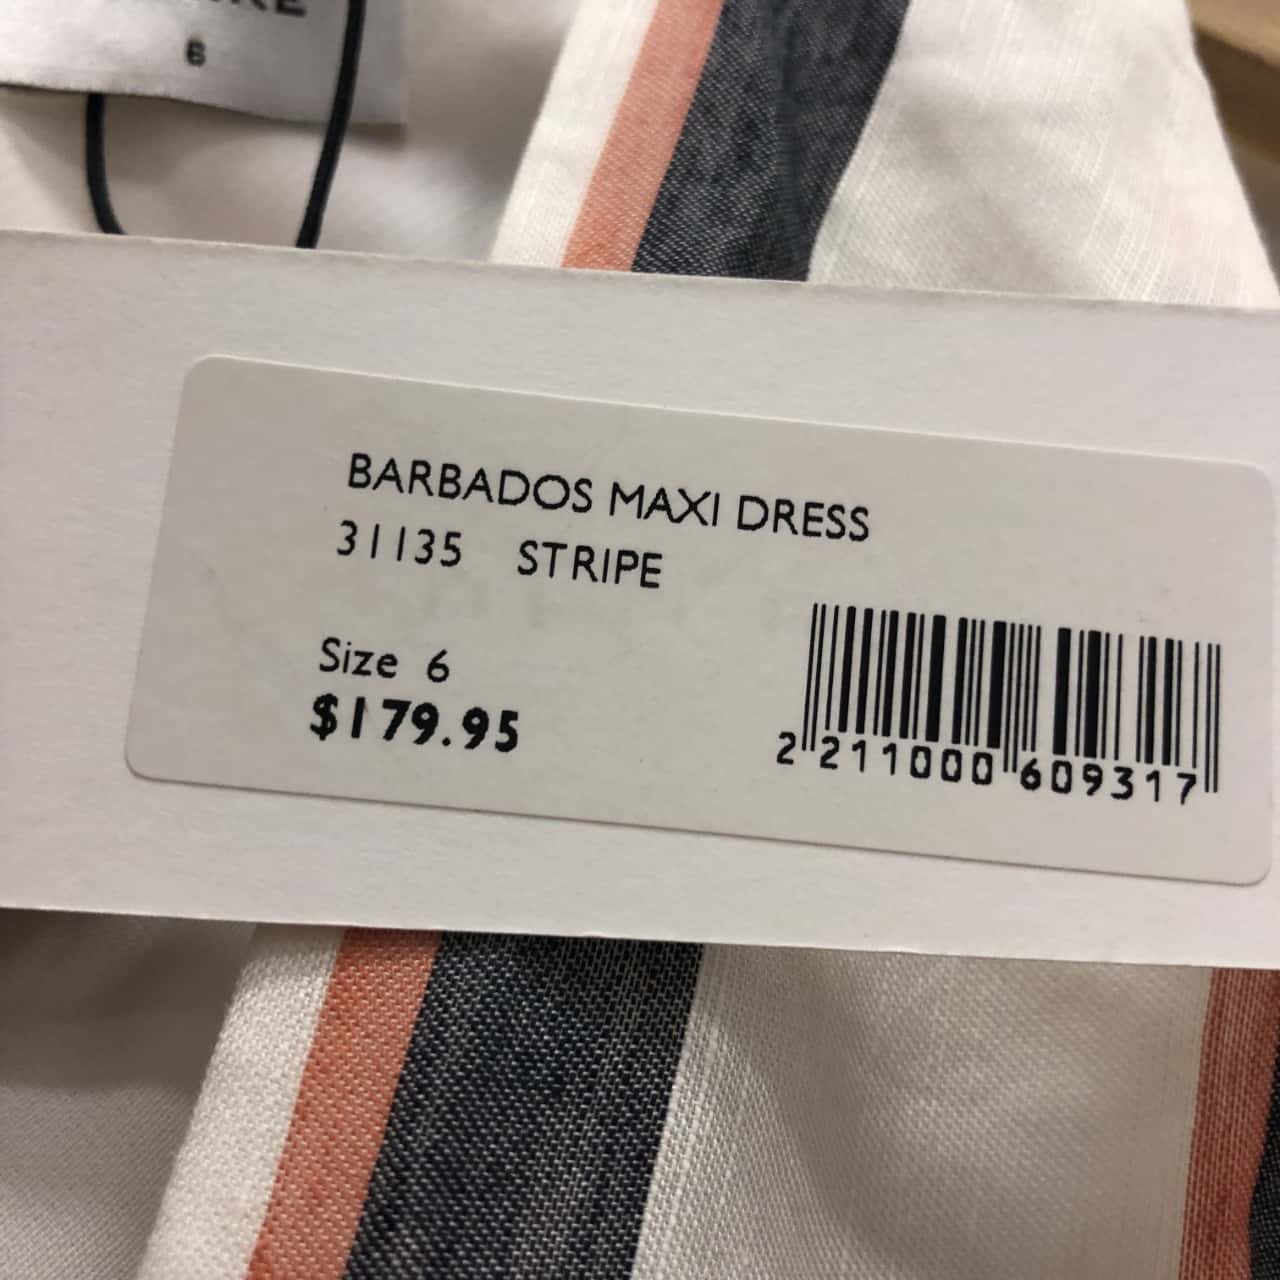 6
BARBADOS MAXI DRESS
31135 STRIPE
Size 6
$179.95
2 211000 609317